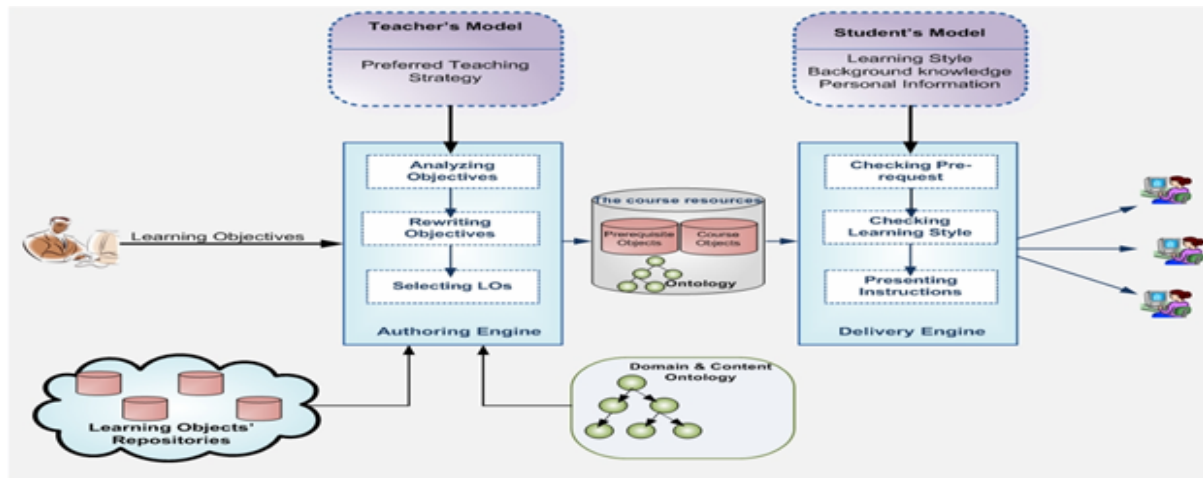 Teacher's Model
Preferred Teaching
Strategy
Student's Model
Learning Style
Background knowledge
Personal Information
Learning Objectives
Analyzing
Objectives
Rewriting
Objectives
Selecting LOs
Authoring Engine
The course resources
Prerequisite
Objects
Course
Objects
Ontology
Checking Pre-
request
Checking
Learning Style
Presenting
Instructions
Delivery Engine
Learning Objects'
Repositories
Domain & Content
Ontology